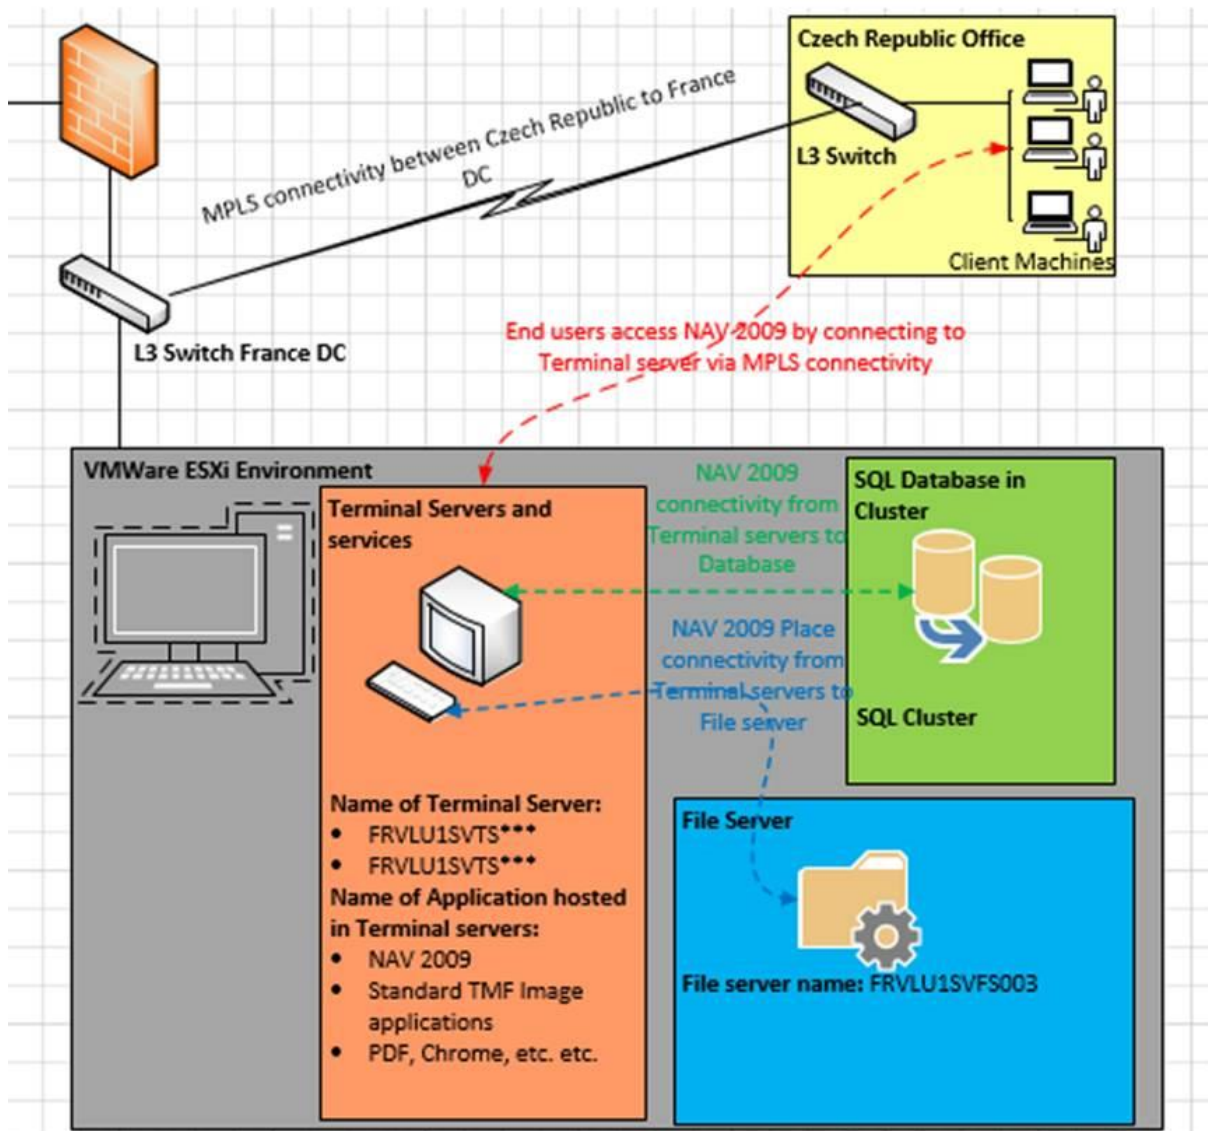 Czech Republic Office
L3 Switch
Client Machines
MPLS connectivity between Czech Republic to France
DC
L3 Switch France DC
End users access NAV 2009 by connecting to
Terminal server via MPLS connectivity
VMWare ESXi Environment
Terminal Servers and
services
NAV 2009
connectivity from
Terminal servers to
Database
SQL Database in
Cluster
NAV 2009 Place
connectivity from
Terminal servers to
File server
SQL Cluster
Name of Terminal Server:
• FRVLU1SVTS***
• FRVLU1SVTS***
Name of Application hosted
in Terminal servers:
• NAV 2009
• Standard TMF Image
applications
• PDF, Chrome, etc. etc.
File Server
File server name: FRVLU1SVFS003